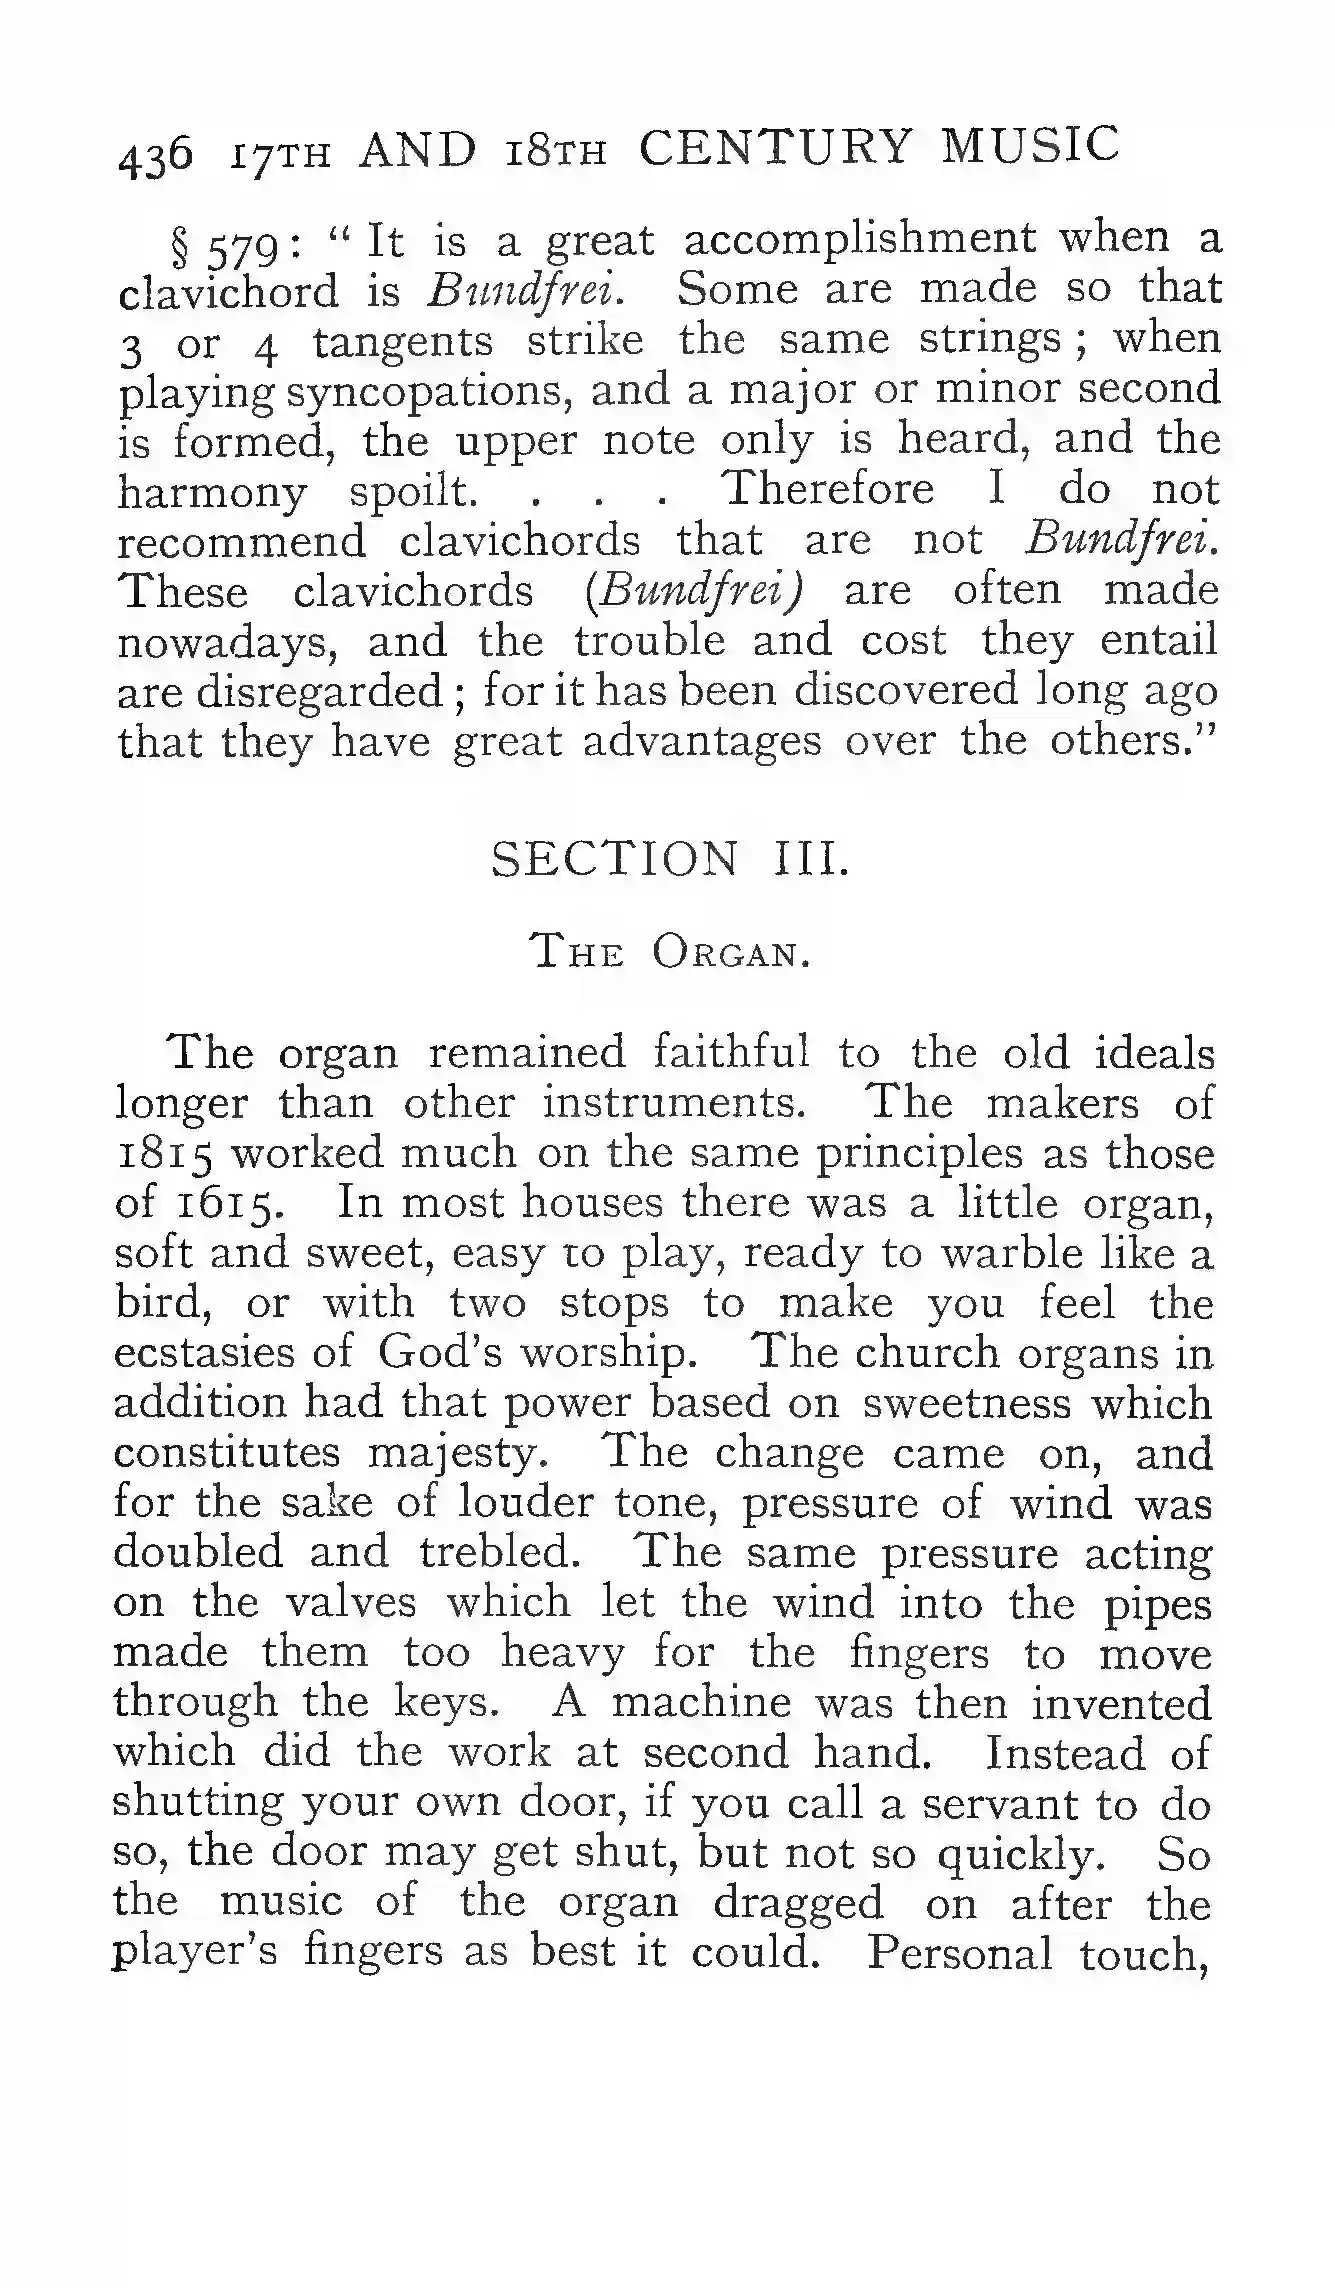 436 17TH AND 18TH CENTURY MUSIC
§ 579: “ It is a great accomplishment when a
clavichord is Bundfrei. Some are made so that
3 or 4 tangents strike the same strings ; when
playing syncopations, and a major or minor second
is formed, the upper note only is heard, and the
harmony spoilt. . . . Therefore I do not
recommend clavichords that are not Bundfrei.
These clavichords (Bundfrei) are often made
nowadays, and the trouble and cost they entail
are disregarded ; for it has been discovered long ago
that they have great advantages over the others.”
SECTION III.
THE ORGAN.
The organ remained faithful to the old ideals
longer than other instruments. The makers of
1815 worked much on the same principles as those
of 1615. In most houses there was a little organ,
soft and sweet, easy to play, ready to warble like a
bird, or with two stops to make you feel the
ecstasies of God’s worship. The church organs in
addition had that power based on sweetness which
constitutes majesty. The change came on, and
for the sake of louder tone, pressure of wind was
doubled and trebled. The same pressure acting
on the valves which let the wind into the pipes
made them too heavy for the fingers to move
through the keys. A machine was then invented
which did the work at second hand. Instead of
shutting your own door, if you call a servant to do
so, the door may get shut, but not so quickly. So
the music of the organ dragged on after the
player’s fingers as best it could. Personal touch,